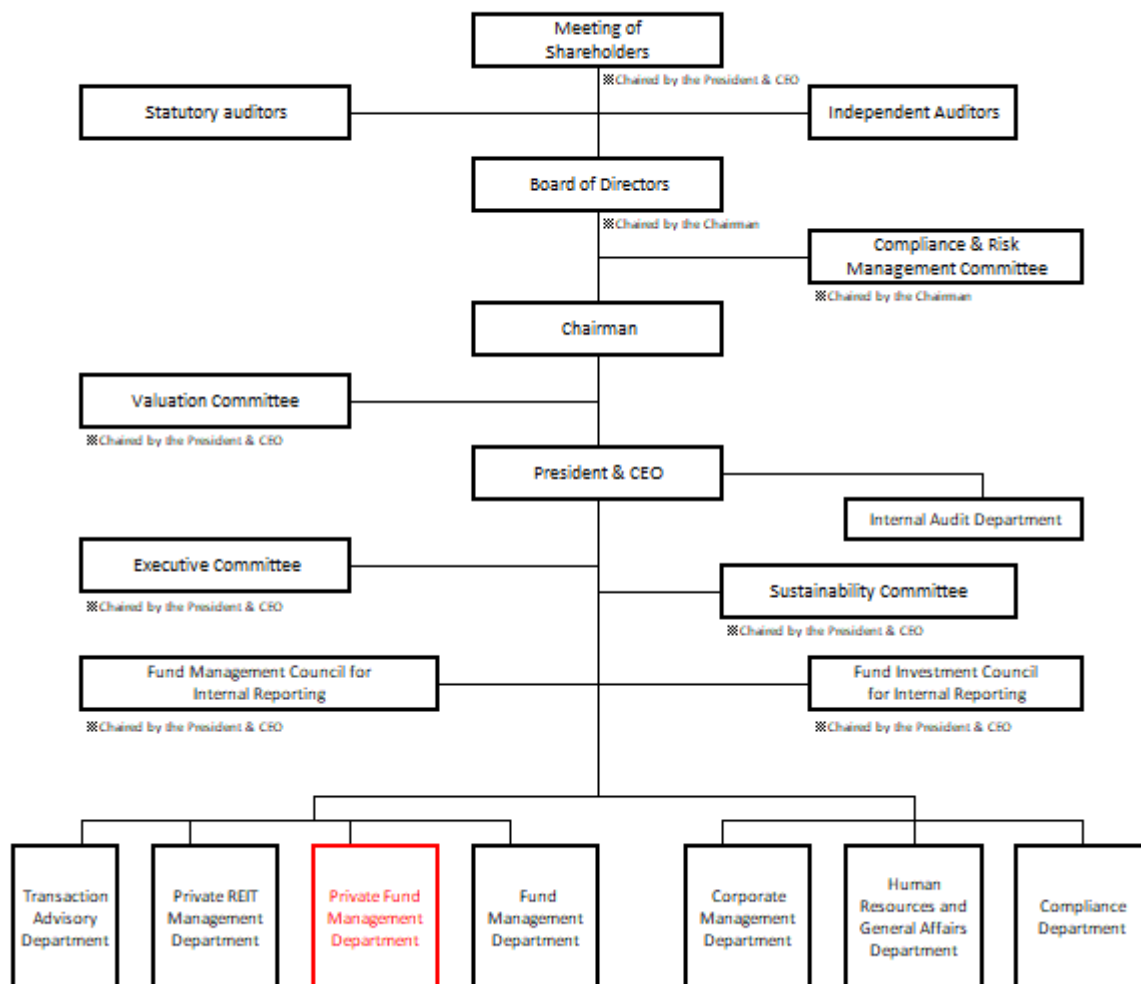 Meeting of
Shareholders
※Chaired by the President & CEO
Statutory auditors
Independent Auditors
Board of Directors
※Chaired by the Chairman
Compliance & Risk
Management Committee
※Chaired by the Chairman
Chairman
Valuation Committee
※Chaired by the President & CEO
President & CEO
Internal Audit Department
Executive Committee
※Chaired by the President & CEO
Sustainability Committee
※Chaired by the President & CEO
Fund Management Council for
Internal Reporting
※Chaired by the President & CEO
Fund Investment Council
for Internal Reporting
※Chaired by the President & CEO
Transaction
Advisory
Department
Private REIT
Management
Department
Private Fund
Management
Department
Fund
Management
Department
Corporate
Management
Department
Human
Resources and
General Affairs
Department
Compliance
Department